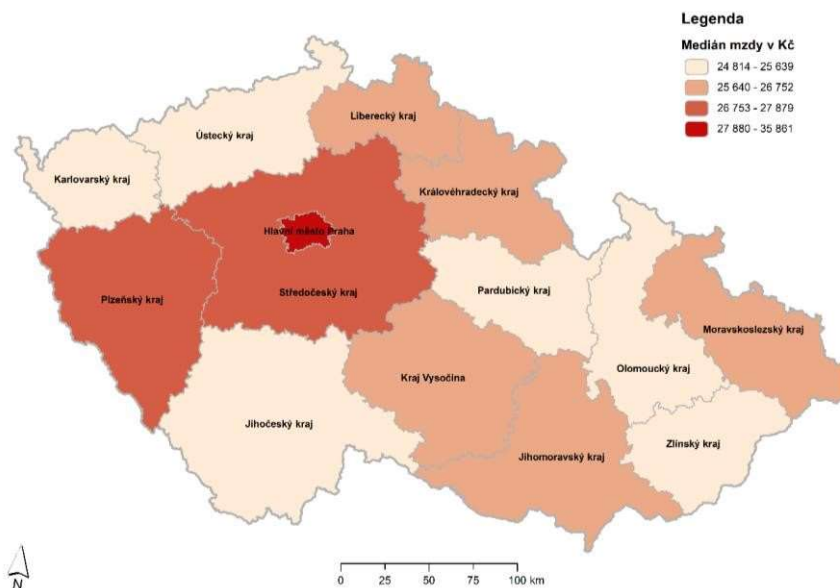 Legenda
Medián mzdy v Kč
24 814 - 25 639
25 640 - 26 752
26 753 - 27 879
27 880 - 35 861
Liberecký kraj
Ústecký kraj
Karlovarský kraj
Královéhradecký kraj
Hlavní město Praha
Středočeský kraj
Plzeňský kraj
Pardubický kraj
Moravskoslezský kraj
Olomoucký kraj
Kraj Vysočina
Jihočeský kraj
Zlínský kraj
Jihomoravský kraj
N
0 25 50 75 100 km